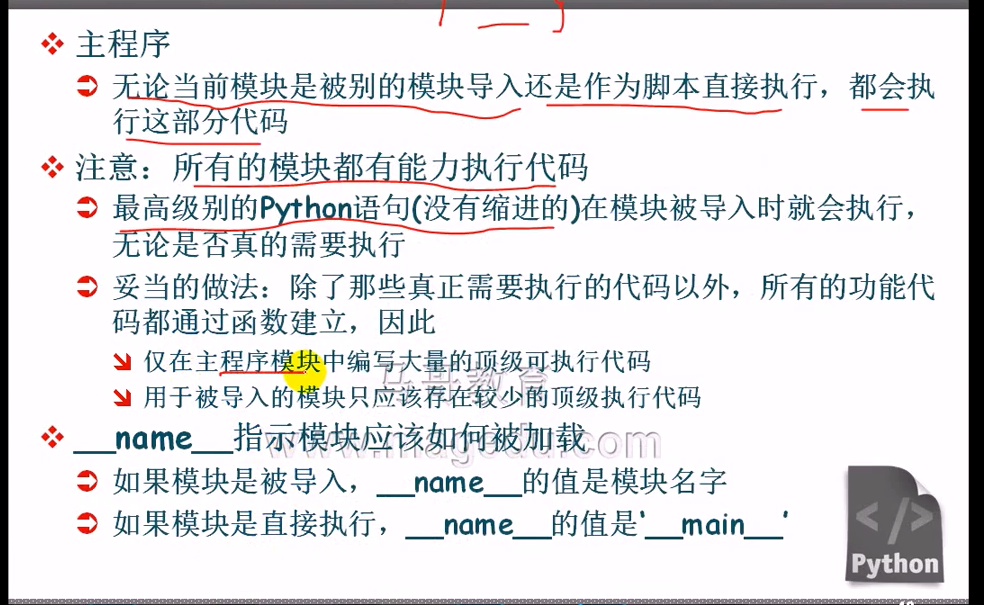 主程序
无论当前模块是被别的模块导入还是作为脚本直接执行，都会执
行这部分代码
注意：所有的模块都有能力执行代码
最高级别的Python语句(没有缩进的)在模块被导入时就会执行，
无论是否真的需要执行
妥当的做法：除了那些真正需要执行的代码以外，所有的功能代
码都通过函数建立，因此
仅在主程序模块中编写大量的顶级可执行代码
马哥教育
用于被导入的模块只应该存在较少的顶级执行代码
__name__指示模块应该如何被加载
www.magedu.com
如果模块是被导入，__name__的值是模块名字
如果模块是直接执行，__name__的值是‘__main__’
</>
Python